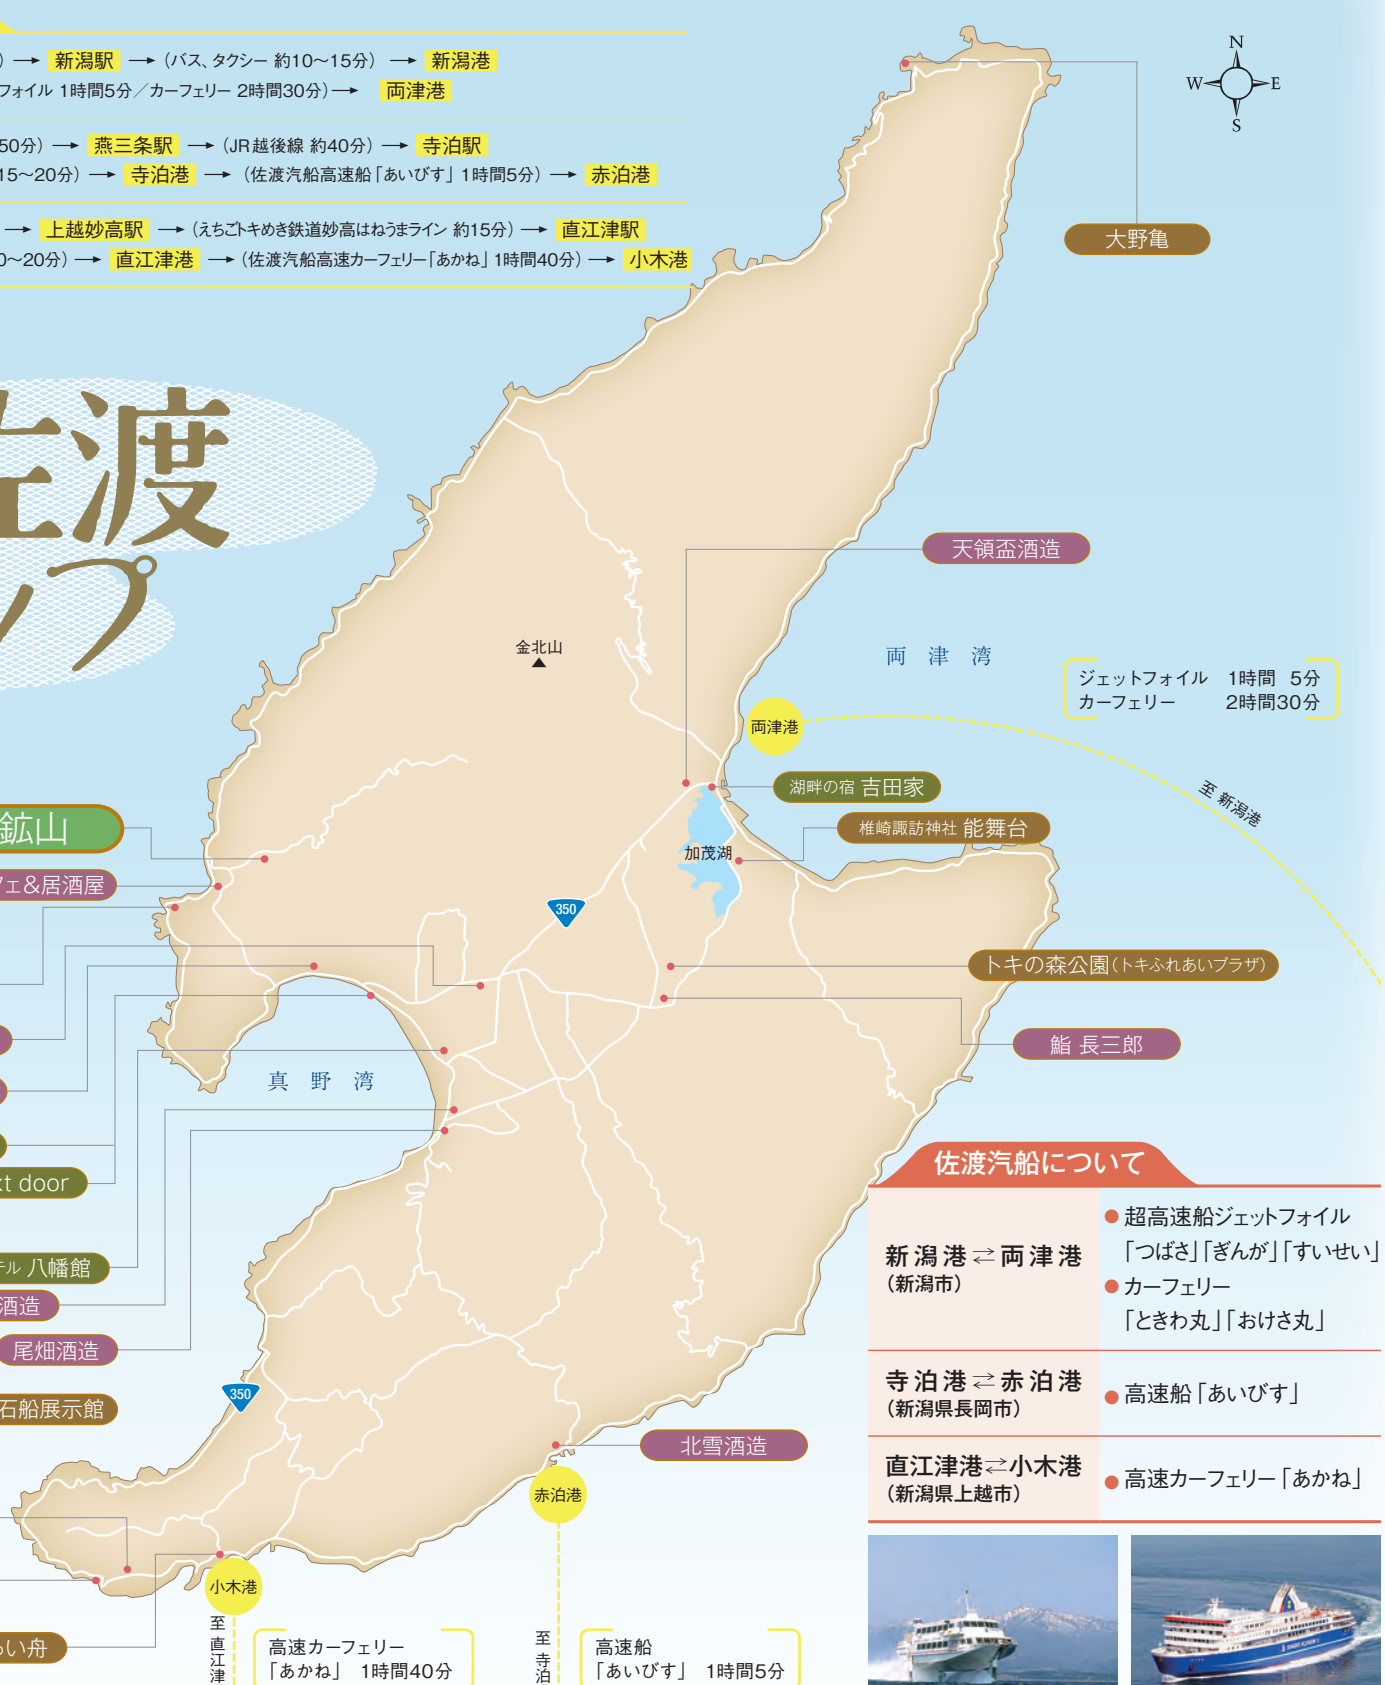 ）→ 新潟駅 →（バス、タクシー 約10～15分）→ 新潟港
フォイル 1時間5分／カーフェリー 2時間30分）→ 両津港
50分）→ 燕三条駅 →（JR越後線 約40分）→ 寺泊駅
15～20分）→ 寺泊港 →（佐渡汽船高速船「あいびす」1時間5分）→ 赤泊港
→ 上越妙高駅 →（えちごトキめき鉄道妙高はねうまライン 約15分）→ 直江津駅
0～20分）→ 直江津港 →（佐渡汽船高速カーフェリー「あかね」1時間40分）→ 小木港
N
W
E
S
大野亀
佐渡
ップ
天領盃酒造
金北山
両津湾
ジェットフォイル 1時間 5分
カーフェリー 2時間30分
両津港
至 新潟港
湖畔の宿 吉田家
椎崎諏訪神社 能舞台
加茂湖
鉱山
フェ＆居酒屋
350
トキの森公園（トキふれあいプラザ）
鮨 長三郎
真野湾
xt door
テル 八幡館
酒造
尾畑酒造
石船展示館
350
北雪酒造
赤泊港
小木港
らい舟
至 直江津
高速カーフェリー
「あかね」 1時間40分
至 寺泊
高速船
「あいびす」 1時間5分
佐渡汽船について
新潟港⇄両津港
（新潟市）
● 超高速船ジェットフォイル
「つばさ」「ぎんが」「すいせい」
● カーフェリー
「ときわ丸」「おけさ丸」
寺泊港⇄赤泊港
（新潟県長岡市）
● 高速船「あいびす」
直江津港⇄小木港
（新潟県上越市）
● 高速カーフェリー「あかね」